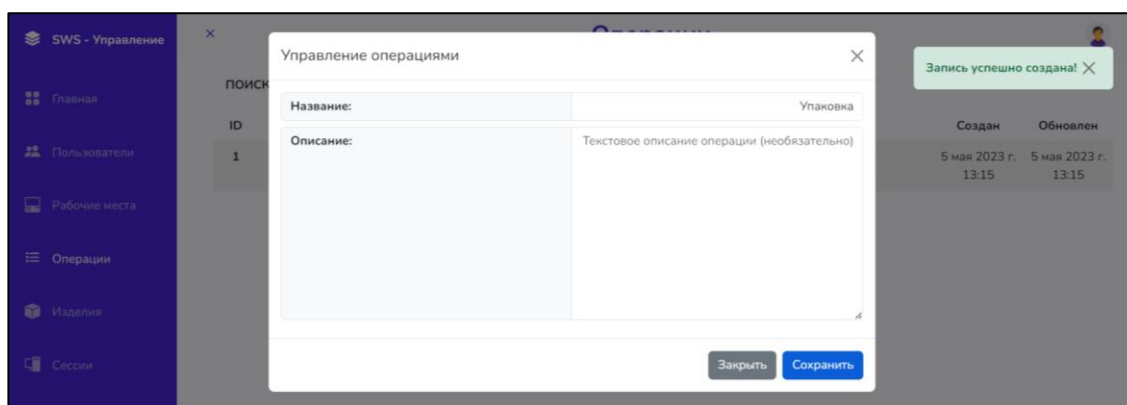 SWS - Управление
Главная
Пользователи
Рабочие места
Операции
Изделия
Сессии
Операции
Запись успешно создана!
ПОИСК
ID
Создан
Обновлен
1
5 мая 2023 г.
13:15
5 мая 2023 г.
13:15
Управление операциями
Название:
Упаковка
Описание:
Текстовое описание операции (необязательно)
Закрыть
Сохранить